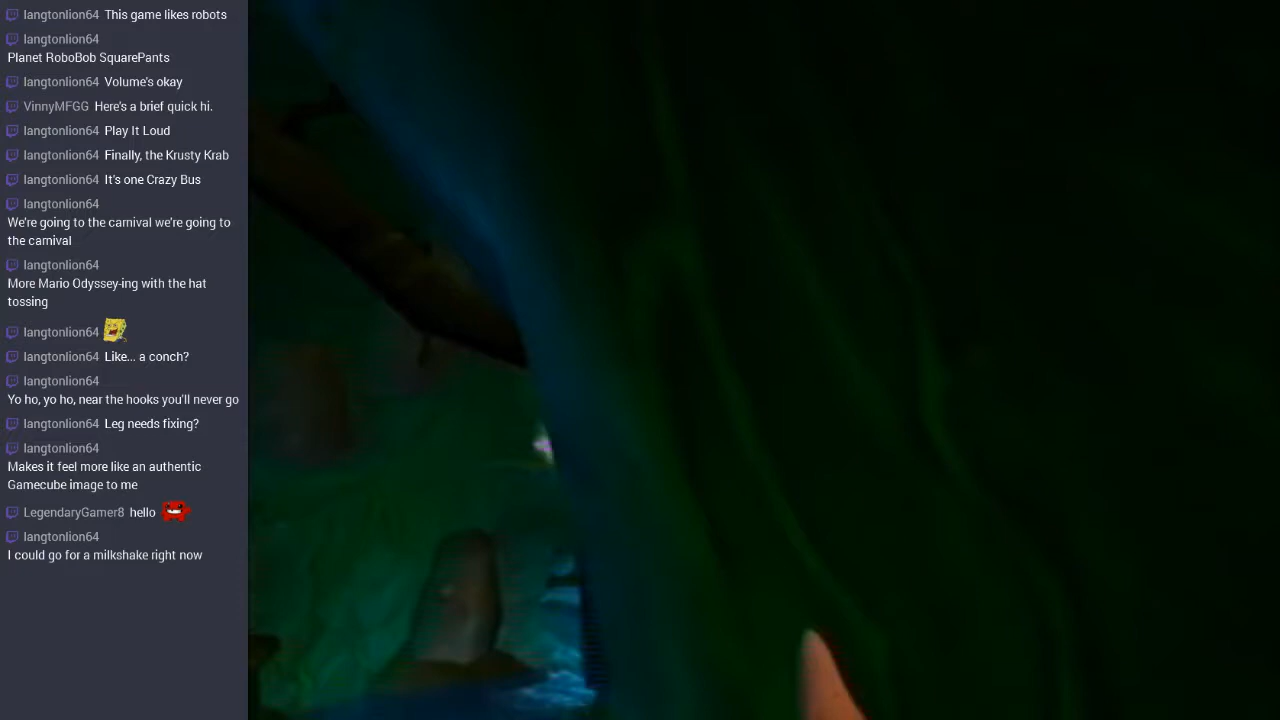 langtonlion64 This game likes robots
langtonlion64
Planet RoboBob SquarePants
langtonlion64 Volume's okay
VinnyMFGG Here's a brief quick hi.
langtonlion64 Play It Loud
langtonlion64 Finally, the Krusty Krab
langtonlion64 It's one Crazy Bus
langtonlion64
We're going to the carnival we're going to
the carnival
langtonlion64
More Mario Odyssey-ing with the hat
tossing
langtonlion64
langtonlion64 Like... a conch?
langtonlion64
Yo ho, yo ho, near the hooks you'll never go
langtonlion64 Leg needs fixing?
langtonlion64
Makes it feel more like an authentic
Gamecube image to me
LegendaryGamer8 hello
langtonlion64
I could go for a milkshake right now